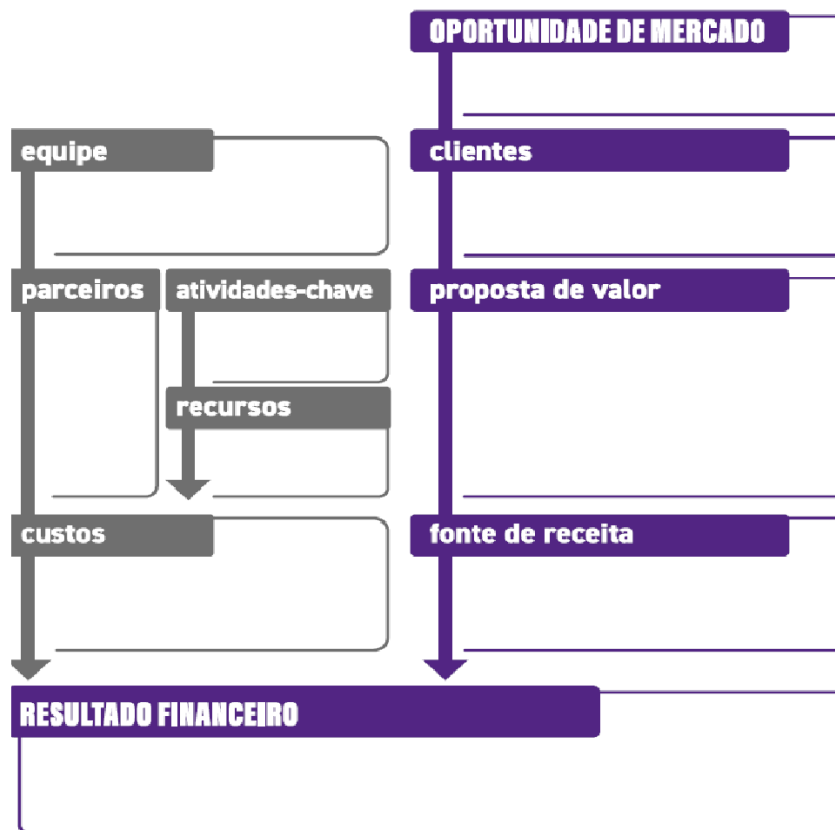 OPORTUNIDADE DE MERCADO
equipe
clientes
parceiros
atividades-chave
proposta de valor
recursos
custos
fonte de receita
RESULTADO FINANCEIRO